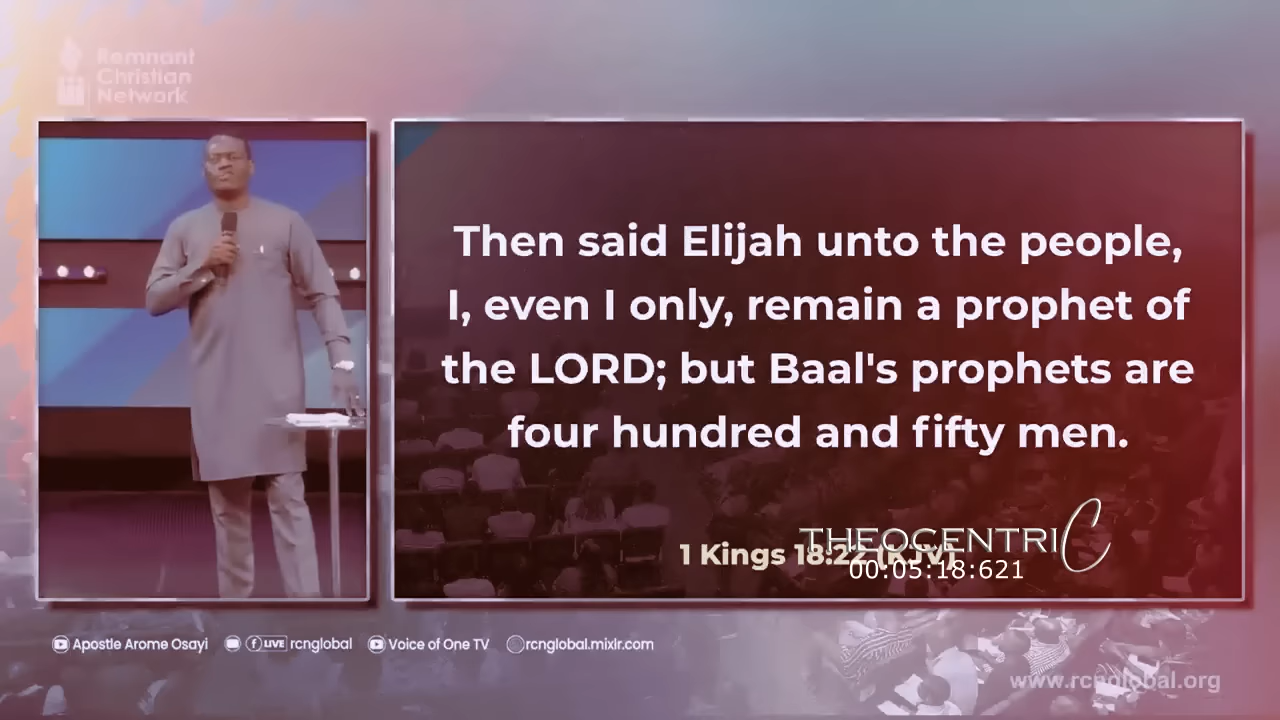 Remnant
Christian
Network
Then said Elijah unto the people,
I, even I only, remain a prophet of
the LORD; but Baal's prophets are
four hundred and fifty men.
1 Kings 18:22 (KJV)
THEOCENTRIC
00:05:18:621
Apostle Arome Osayi
LIVE rcnglobal
Voice of One TV
rcnglobal.mixlr.com
www.rcnglobal.org